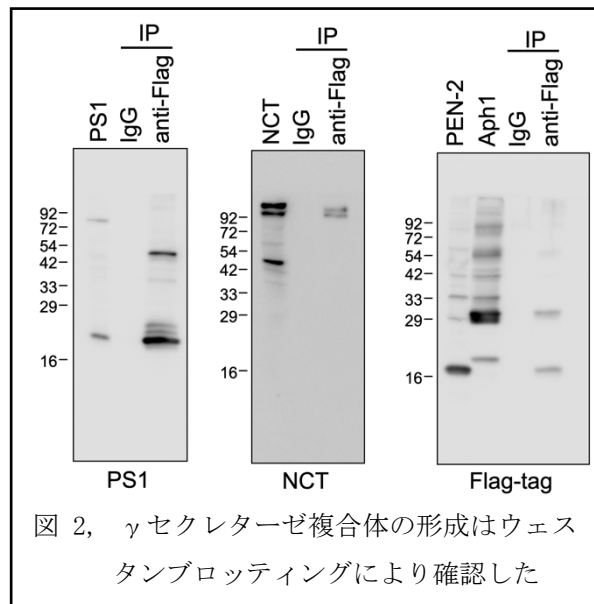 IP
PS1
IgG
anti-Flag
92
72
54
42
33
29
16
PS1
IP
NCT
IgG
anti-Flag
92
72
54
42
33
29
16
NCT
IP
PEN-2
Aph1
IgG
anti-Flag
92
72
54
42
33
29
16
Flag-tag
図 2, γセクレターゼ複合体の形成はウェス
タンブロッティングにより確認した